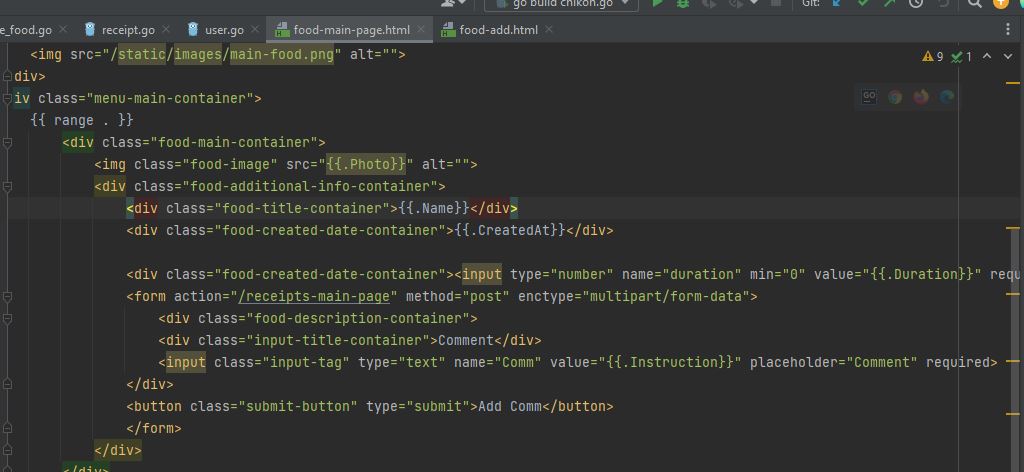 go build chikon.go
Git:
e_food.go
receipt.go
user.go
food-main-page.html
food-add.html
<img src="/static/images/main-food.png" alt="">
9 1
div>
iv class="menu-main-container">
GO
{{ range . }}
<div class="food-main-container">
<img class="food-image" src="{{.Photo}}" alt="">
<div class="food-additional-info-container">
<div class="food-title-container">{{.Name}}</div>
<div class="food-created-date-container">{{.CreatedAt}}</div>
<div class="food-created-date-container"><input type="number" name="duration" min="0" value="{{.Duration}}" requ
<form action="/receipts-main-page" method="post" enctype="multipart/form-data">
<div class="food-description-container">
<div class="input-title-container">Comment</div>
<input class="input-tag" type="text" name="Comm" value="{{.Instruction}}" placeholder="Comment" required>
</div>
<button class="submit-button" type="submit">Add Comm</button>
</form>
</div>
</div>